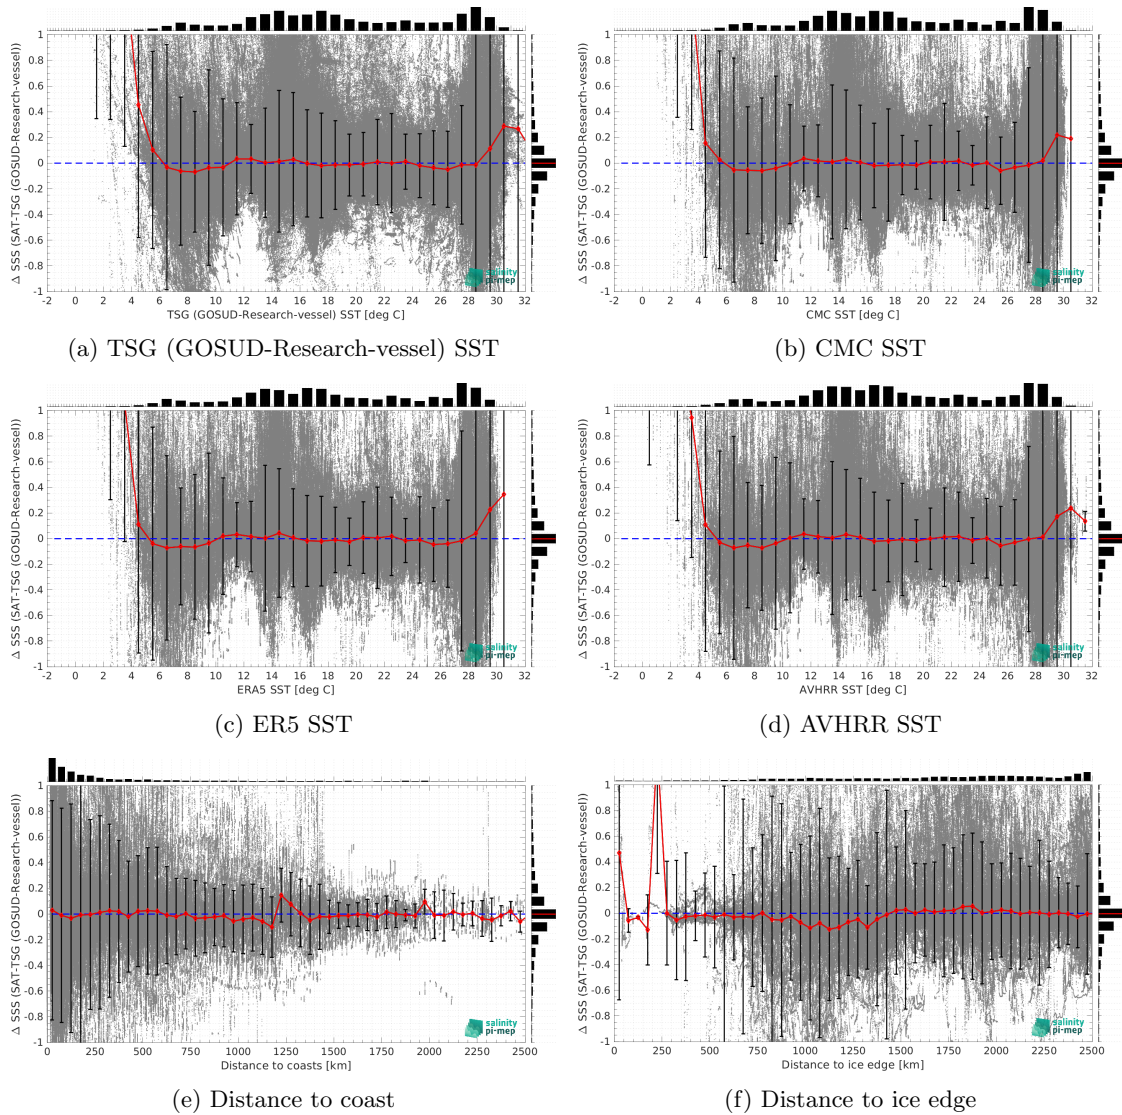 1
0.8
0.6
0.4
0.2
0
-0.2
-0.4
-0.6
-0.8
-1
Δ SSS (SAT-TSG (GOSUD-Research-vessel))
salinity
pi-mep
-2 0 2 4 6 8 10 12 14 16 18 20 22 24 26 28 30 32
TSG (GOSUD-Research-vessel) SST [deg C]
(a) TSG (GOSUD-Research-vessel) SST
1
0.8
0.6
0.4
0.2
0
-0.2
-0.4
-0.6
-0.8
-1
Δ SSS (SAT-TSG (GOSUD-Research-vessel))
salinity
pi-mep
-2 0 2 4 6 8 10 12 14 16 18 20 22 24 26 28 30 32
CMC SST [deg C]
(b) CMC SST
1
0.8
0.6
0.4
0.2
0
-0.2
-0.4
-0.6
-0.8
-1
Δ SSS (SAT-TSG (GOSUD-Research-vessel))
salinity
pi-mep
-2 0 2 4 6 8 10 12 14 16 18 20 22 24 26 28 30 32
ERA5 SST [deg C]
(c) ER5 SST
1
0.8
0.6
0.4
0.2
0
-0.2
-0.4
-0.6
-0.8
-1
Δ SSS (SAT-TSG (GOSUD-Research-vessel))
salinity
pi-mep
-2 0 2 4 6 8 10 12 14 16 18 20 22 24 26 28 30 32
AVHRR SST [deg C]
(d) AVHRR SST
1
0.8
0.6
0.4
0.2
0
-0.2
-0.4
-0.6
-0.8
-1
Δ SSS (SAT-TSG (GOSUD-Research-vessel))
salinity
pi-mep
0 250 500 750 1000 1250 1500 1750 2000 2250 2500
Distance to coasts [km]
(e) Distance to coast
1
0.8
0.6
0.4
0.2
0
-0.2
-0.4
-0.6
-0.8
-1
Δ SSS (SAT-TSG (GOSUD-Research-vessel))
salinity
pi-mep
0 250 500 750 1000 1250 1500 1750 2000 2250 2500
Distance to ice edge [km]
(f) Distance to ice edge